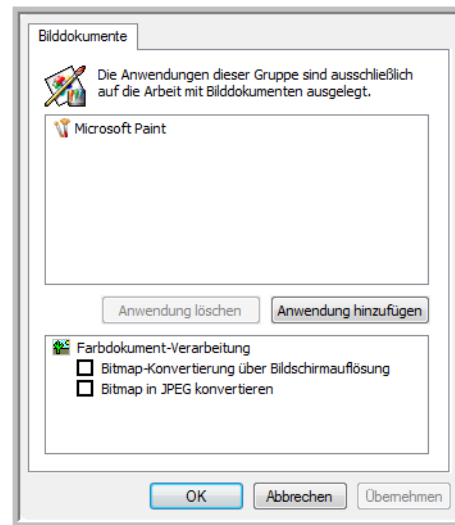 Bilddokumente
Die Anwendungen dieser Gruppe sind ausschließlich
auf die Arbeit mit Bilddokumenten ausgelegt.
Microsoft Paint
Anwendung löschen Anwendung hinzufügen
Farbdokument-Verarbeitung
Bitmap-Konvertierung über Bildschirmauflösung
Bitmap in JPEG konvertieren
OK Abbrechen Übernehmen